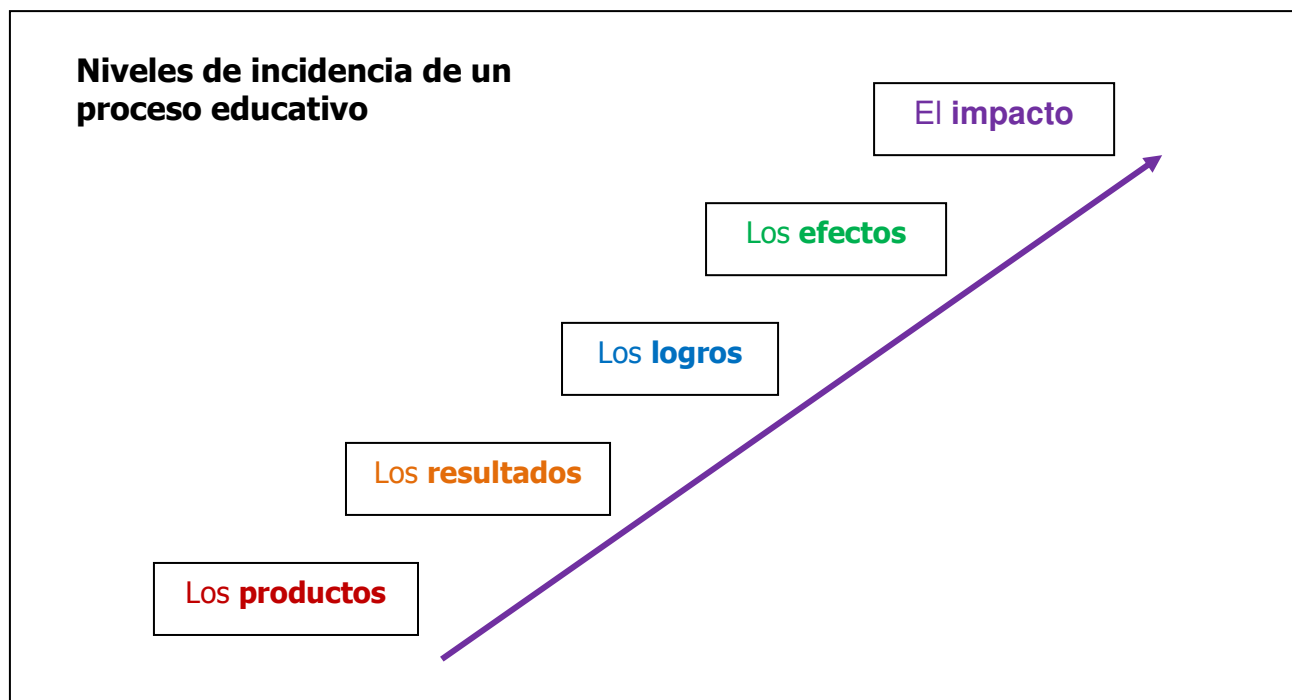 Niveles de incidencia de un
proceso educativo
El impacto
Los efectos
Los logros
Los resultados
Los productos